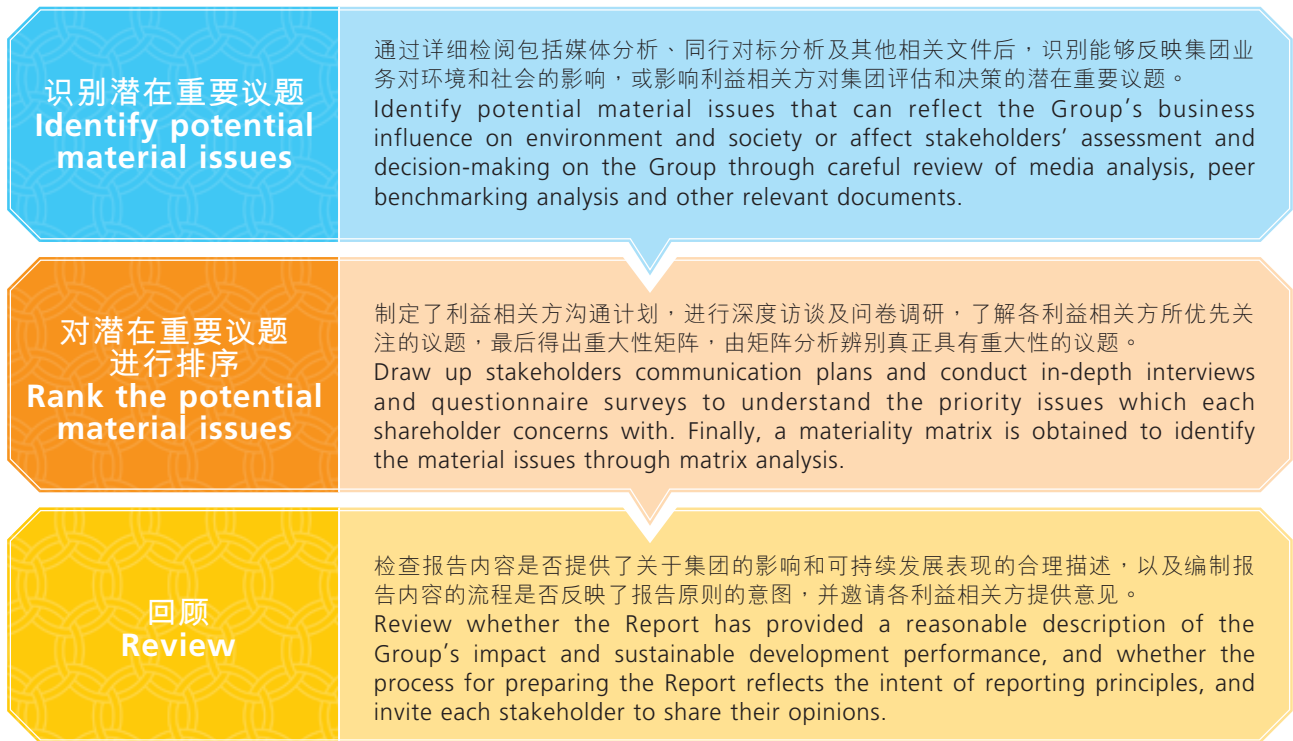 识别潜在重要议题
Identify potential
material issues
通过详细检阅包括媒体分析、同行对标分析及其他相关文件后，识别能够反映集团业
务对环境和社会的影响，或影响利益相关方对集团评估和决策的潜在重要议题。
Identify potential material issues that can reflect the Group’s business
influence on environment and society or affect stakeholders’ assessment and
decision-making on the Group through careful review of media analysis, peer
benchmarking analysis and other relevant documents.
对潜在重要议题
进行排序
Rank the potential
material issues
制定了利益相关方沟通计划，进行深度访谈及问卷调研，了解各利益相关方所优先关
注的议题，最后得出重大性矩阵，由矩阵分析辨别真正具有重大性的议题。
Draw up stakeholders communication plans and conduct in-depth interviews
and questionnaire surveys to understand the priority issues which each
shareholder concerns with. Finally, a materiality matrix is obtained to identify
the material issues through matrix analysis.
回顾
Review
检查报告内容是否提供了关于集团的影响和可持续发展表现的合理描述，以及编制报
告内容的流程是否反映了报告原则的意图，并邀请各利益相关方提供意见。
Review whether the Report has provided a reasonable description of the
Group’s impact and sustainable development performance, and whether the
process for preparing the Report reflects the intent of reporting principles, and
invite each stakeholder to share their opinions.